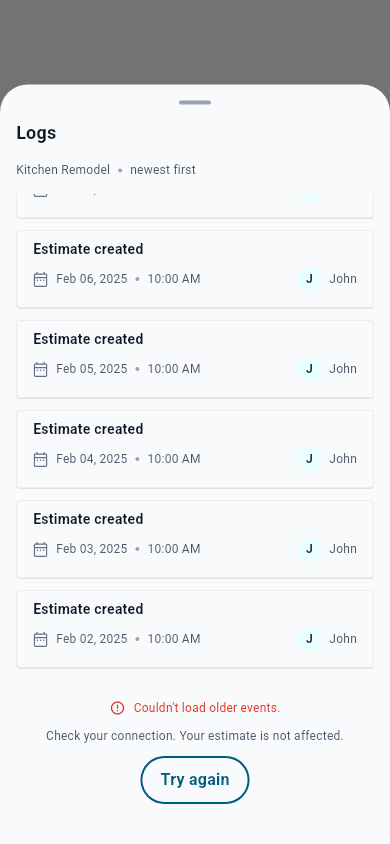 Logs
Kitchen Remodel • newest first
Estimate created
Feb 06, 2025 • 10:00 AM J John
Estimate created
Feb 05, 2025 • 10:00 AM J John
Estimate created
Feb 04, 2025 • 10:00 AM J John
Estimate created
Feb 03, 2025 • 10:00 AM J John
Estimate created
Feb 02, 2025 • 10:00 AM J John
Couldn't load older events.
Check your connection. Your estimate is not affected.
Try again